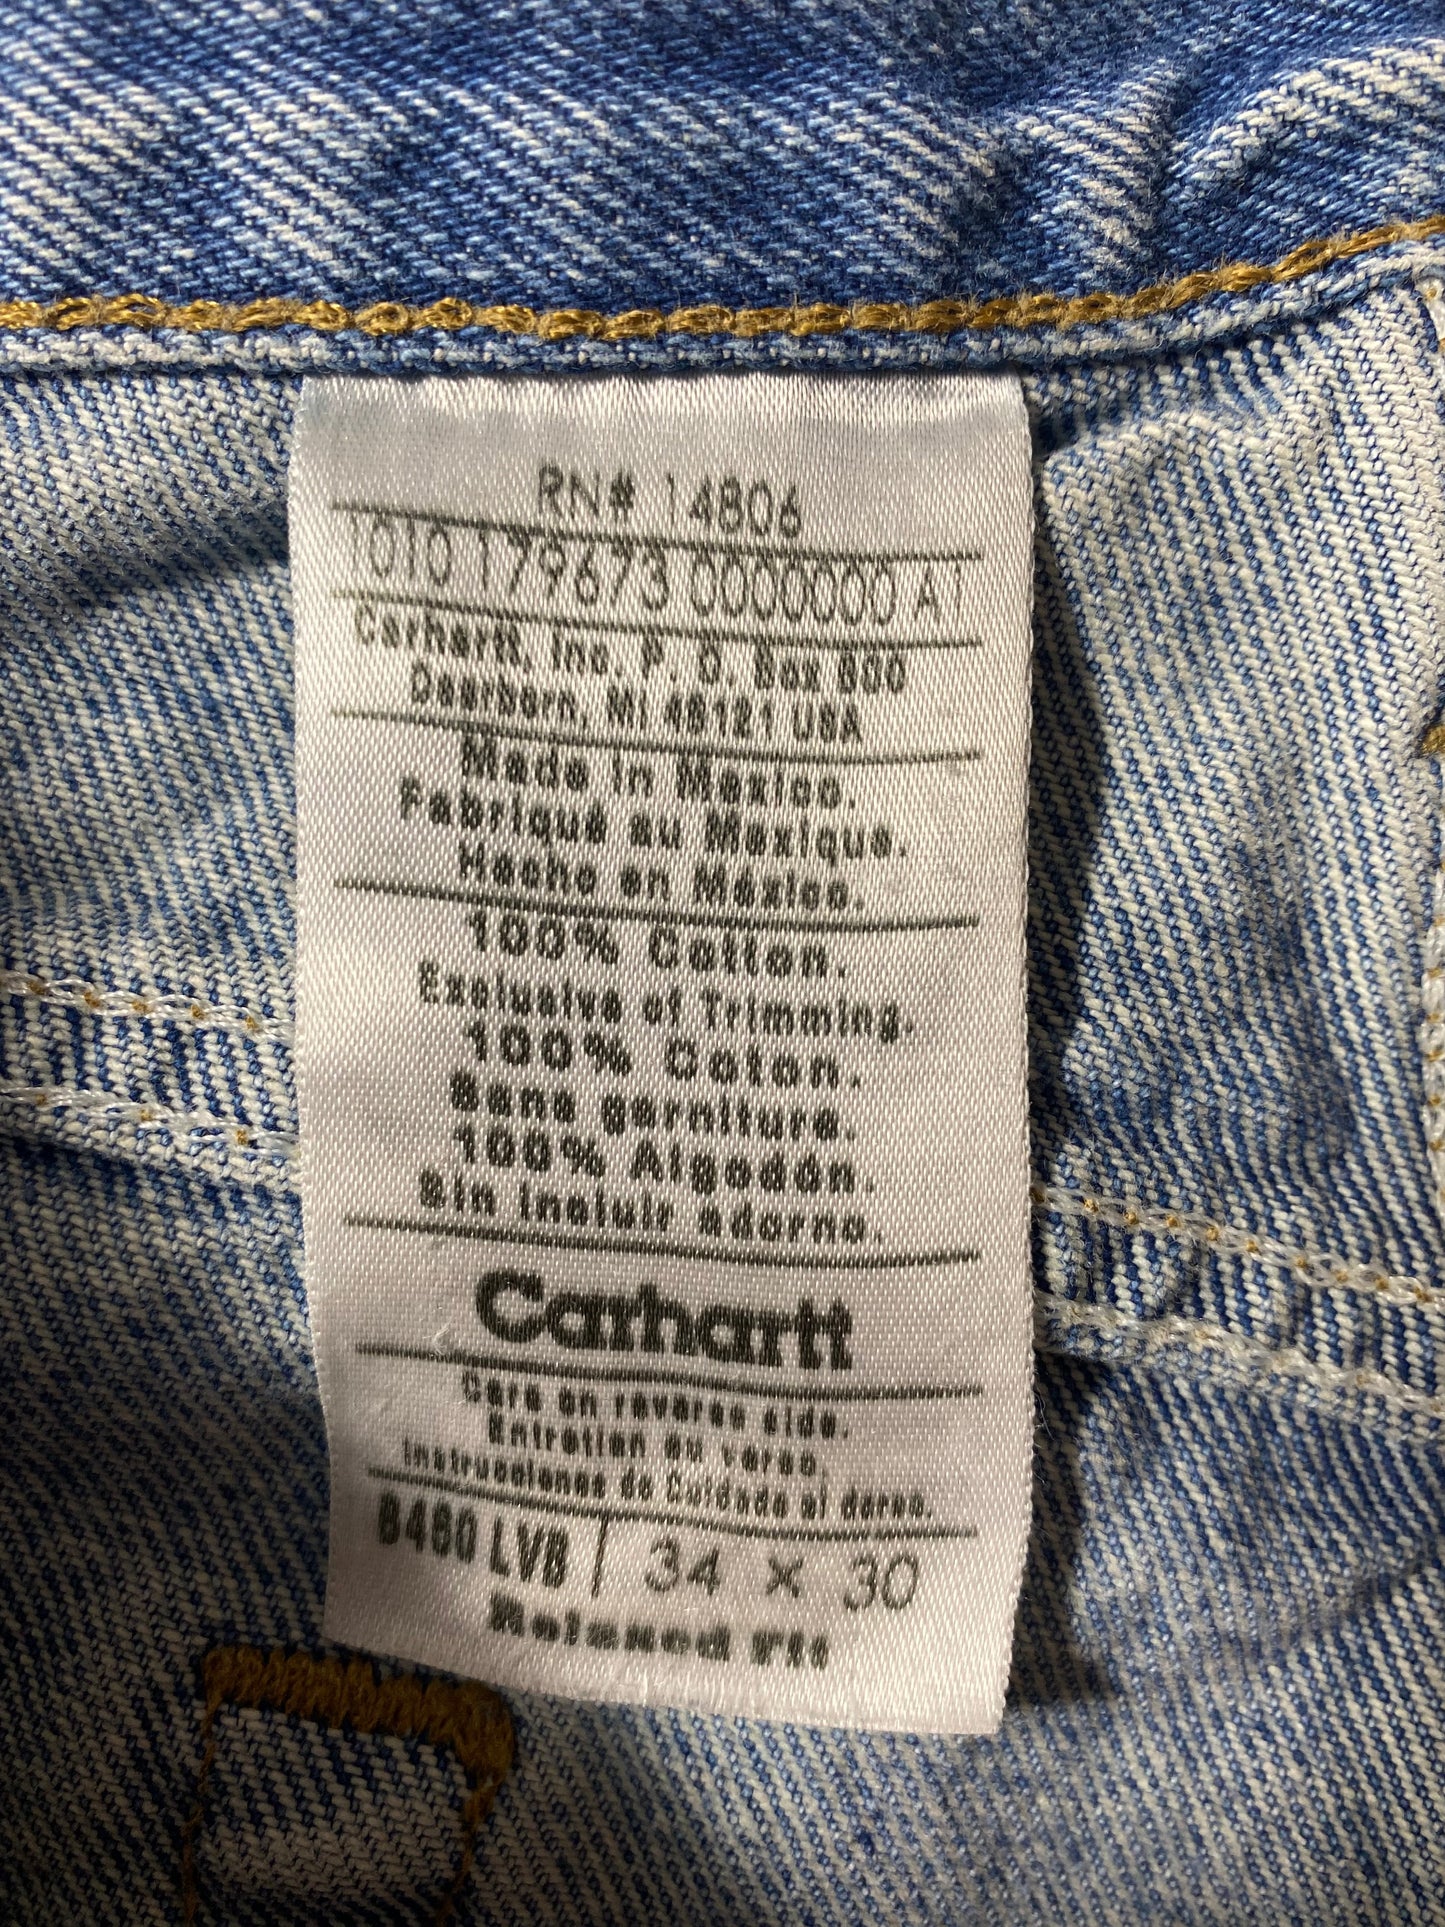 RN# 14806
1010 179673 0000000 A1
Carhartt, Inc. P. O. Box 600
Dearborn, MI 48121 USA
Made in Mexico.
Fabriqué au Mexique.
Hecho en México.
100% Cotton.
Exclusive of Trimming.
100% Coton.
Sans garniture.
100% Algodón.
Sin incluir adorno.
Carhartt
Care on reverse side.
Entretien au verso.
Instrucciones de Cuidado al dorso.
B480 LVB | 34 X 30
Relaxed Fit